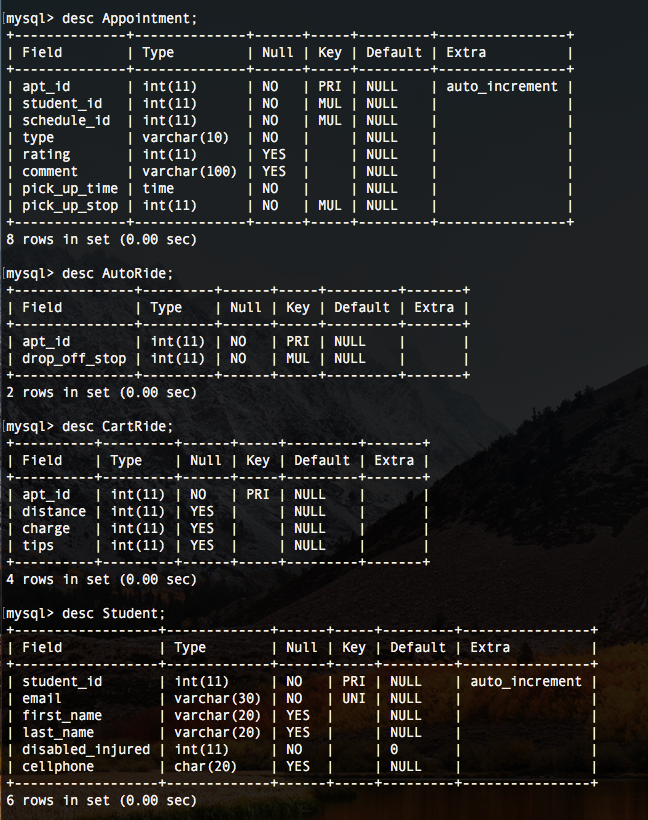 mysql> desc Appointment;
+--------------+--------------+------+-----+---------+----------------+
| Field        | Type         | Null | Key | Default | Extra          |
+--------------+--------------+------+-----+---------+----------------+
| apt_id       | int(11)      | NO   | PRI | NULL    | auto_increment |
| student_id   | int(11)      | NO   | MUL | NULL    |                |
| schedule_id  | int(11)      | NO   | MUL | NULL    |                |
| type         | varchar(10)  | NO   |     | NULL    |                |
| rating       | int(11)      | YES  |     | NULL    |                |
| comment      | varchar(100) | YES  |     | NULL    |                |
| pick_up_time | time         | NO   |     | NULL    |                |
| pick_up_stop | int(11)      | NO   | MUL | NULL    |                |
+--------------+--------------+------+-----+---------+----------------+
8 rows in set (0.00 sec)
mysql> desc AutoRide;
+---------------+---------+------+-----+---------+-------+
| Field         | Type    | Null | Key | Default | Extra |
+---------------+---------+------+-----+---------+-------+
| apt_id        | int(11) | NO   | PRI | NULL    |       |
| drop_off_stop | int(11) | NO   | MUL | NULL    |       |
+---------------+---------+------+-----+---------+-------+
2 rows in set (0.00 sec)
mysql> desc CartRide;
+----------+---------+------+-----+---------+-------+
| Field    | Type    | Null | Key | Default | Extra |
+----------+---------+------+-----+---------+-------+
| apt_id   | int(11) | NO   | PRI | NULL    |       |
| distance | int(11) | YES  |     | NULL    |       |
| charge   | int(11) | YES  |     | NULL    |       |
| tips     | int(11) | YES  |     | NULL    |       |
+----------+---------+------+-----+---------+-------+
4 rows in set (0.00 sec)
mysql> desc Student;
+------------------+-------------+------+-----+---------+----------------+
| Field            | Type        | Null | Key | Default | Extra          |
+------------------+-------------+------+-----+---------+----------------+
| student_id       | int(11)     | NO   | PRI | NULL    | auto_increment |
| email            | varchar(30) | NO   | UNI | NULL    |                |
| first_name       | varchar(20) | YES  |     | NULL    |                |
| last_name        | varchar(20) | YES  |     | NULL    |                |
| disabled_injured | int(11)     | NO   |     | 0       |                |
| cellphone        | char(20)    | YES  |     | NULL    |                |
+------------------+-------------+------+-----+---------+----------------+
6 rows in set (0.00 sec)